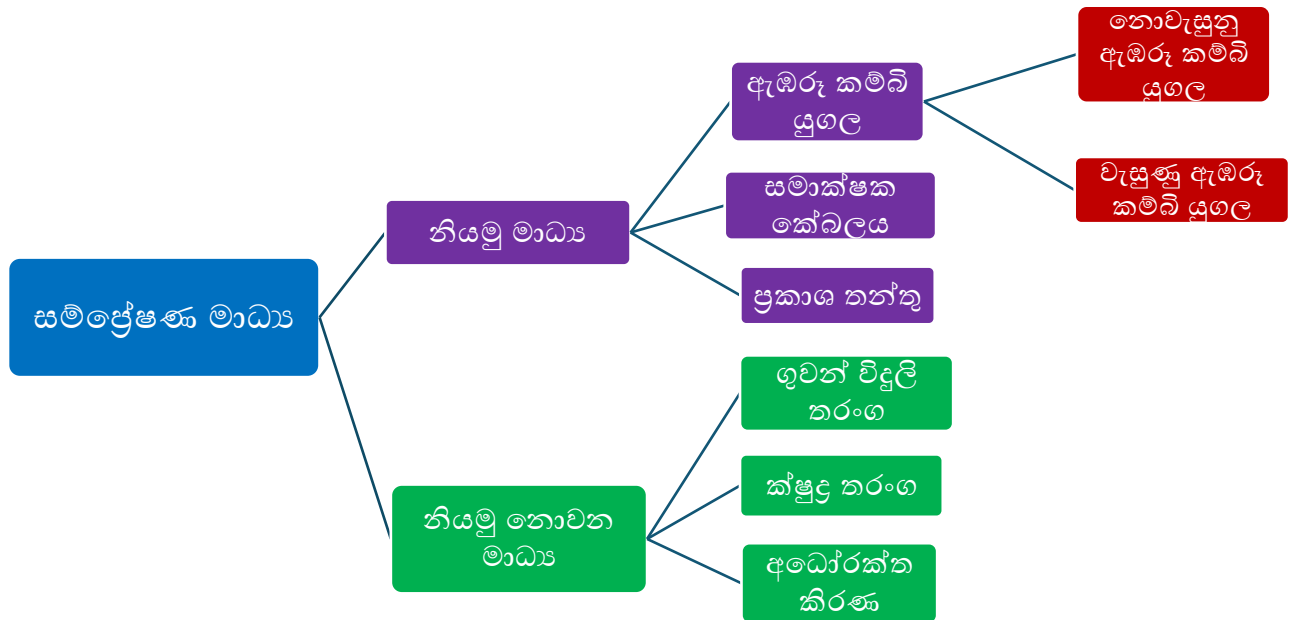 සම්ප්‍රේෂණ මාධ්‍ය
නියමු මාධ්‍ය
ඇඹරූ කම්බි
යුගල
නොවැසුනු
ඇඹරූ කම්බි
යුගල
වැසුණු ඇඹරූ
කම්බි යුගල
සමාක්ෂක
කේබලය
ප්‍රකාශ තන්තු
නියමු නොවන
මාධ්‍ය
ගුවන් විදුලි
තරංග
ක්ෂුද්‍ර තරංග
අධෝරක්ත
කිරණ